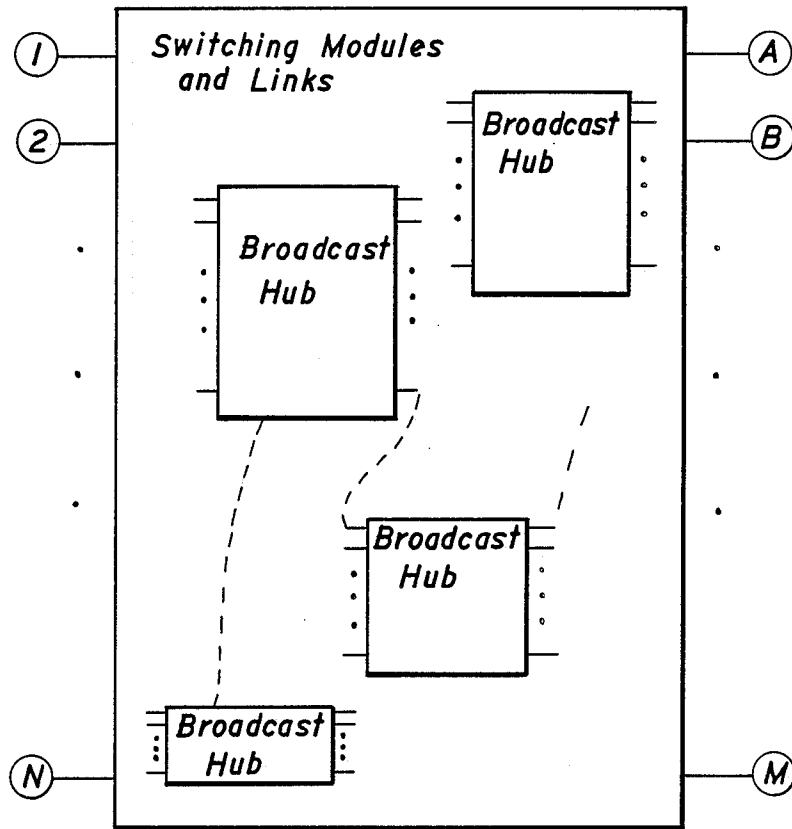 1
Switching Modules
and Links
A
2
Broadcast
Hub
B
Broadcast
Hub
Broadcast
Hub
Broadcast
Hub
N
M